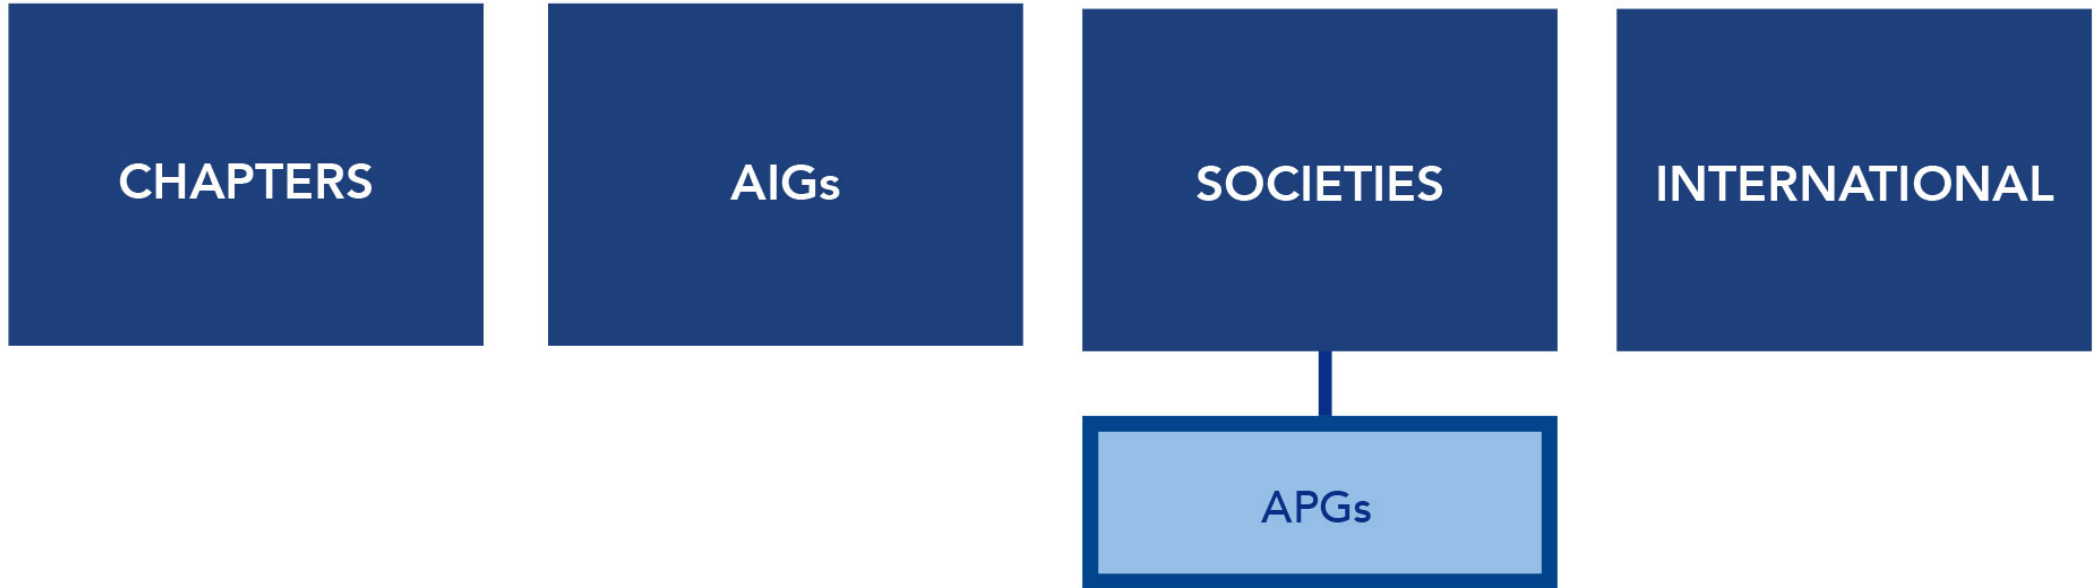 CHAPTERS
AIGs
SOCIETIES
INTERNATIONAL
APGs